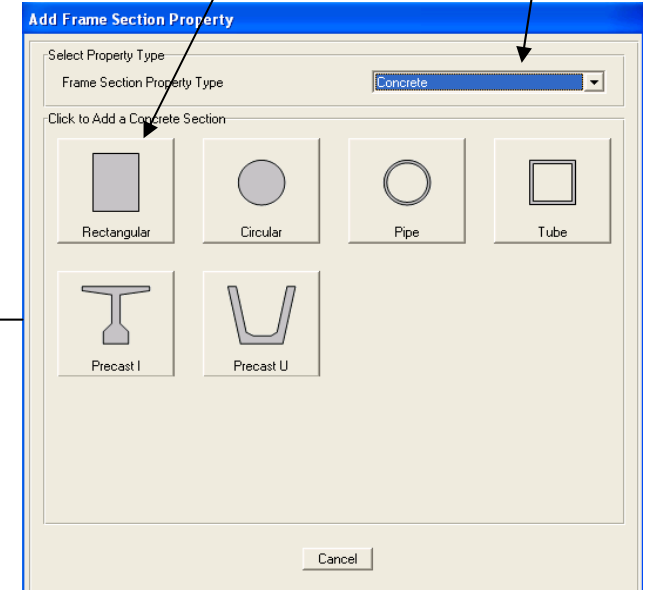 Add Frame Section Property
Select Property Type
Frame Section Property Type
Concrete
Click to Add a Concrete Section
Rectangular
Circular
Pipe
Tube
Precast I
Precast U
Cancel